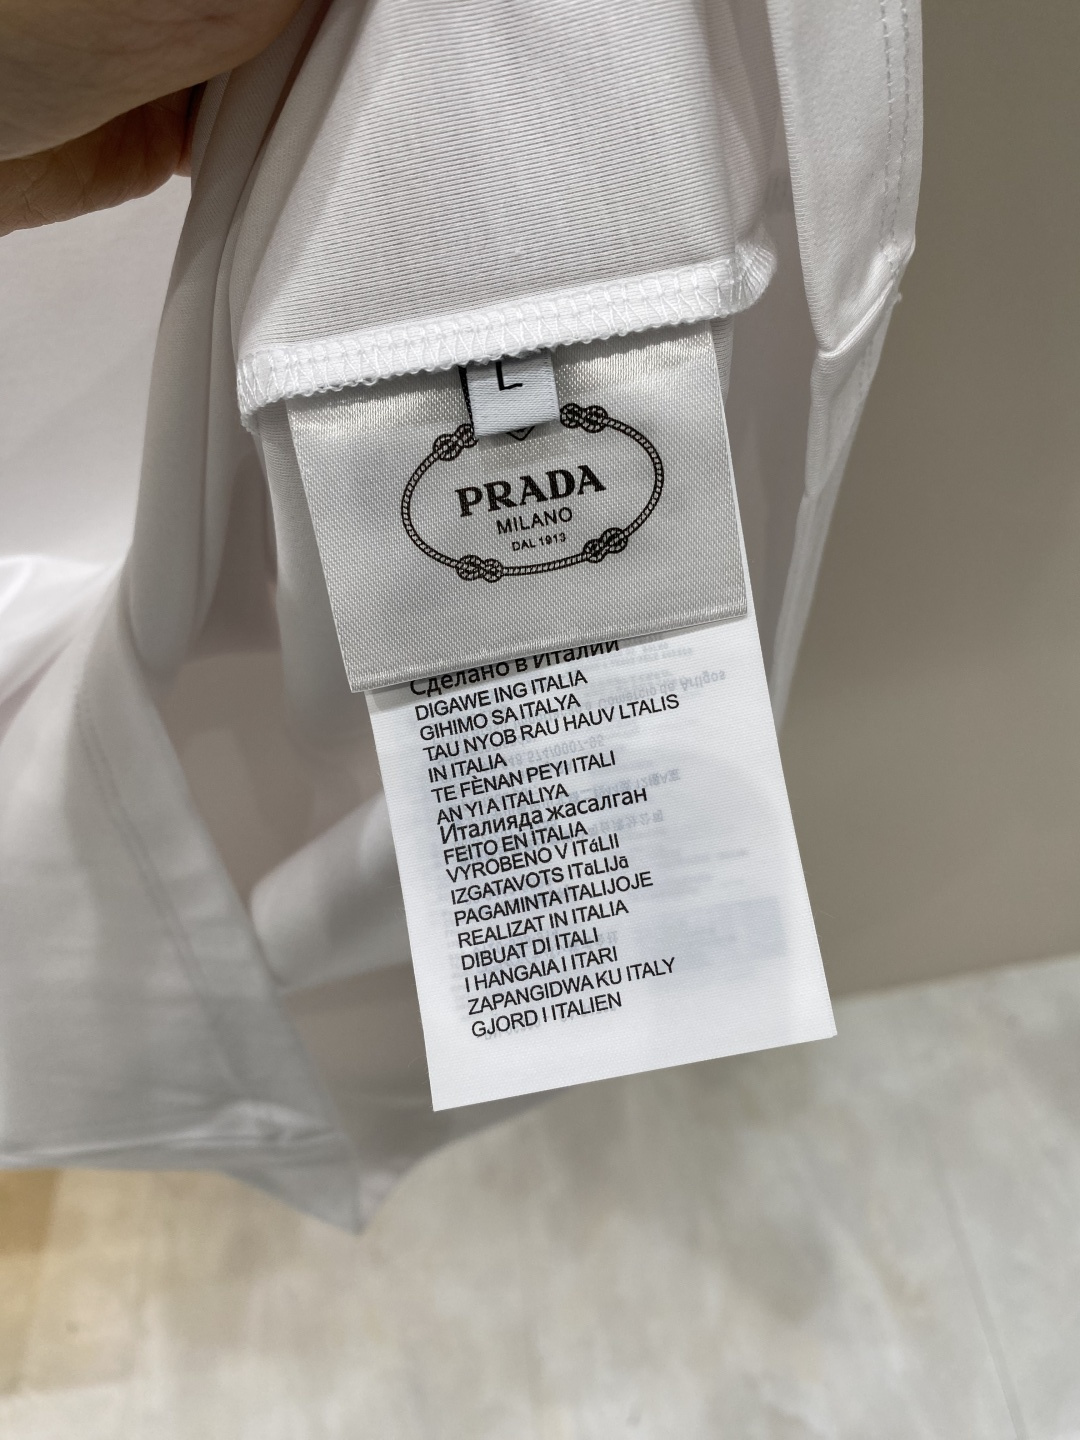 L
PRADA
MILANO
DAL 1913
Сделано в Италии
DIGAWE ING ITALIA
GIHIMO SA ITALYA
TAU NYOB RAU HAUV LTALIS
IN ITALIA
TE FÈNAN PEYI ITALI
AN YI A ITALIYA
Италияда жасалган
FEITO EN ITALIA
VYROBENO V ITáLII
IZGATAVOTS ITāLIJā
PAGAMINTA ITALIJOJE
REALIZAT IN ITALIA
DIBUAT DI ITALI
I HANGAIA I ITARI
ZAPANGIDWA KU ITALY
GJORD I ITALIEN